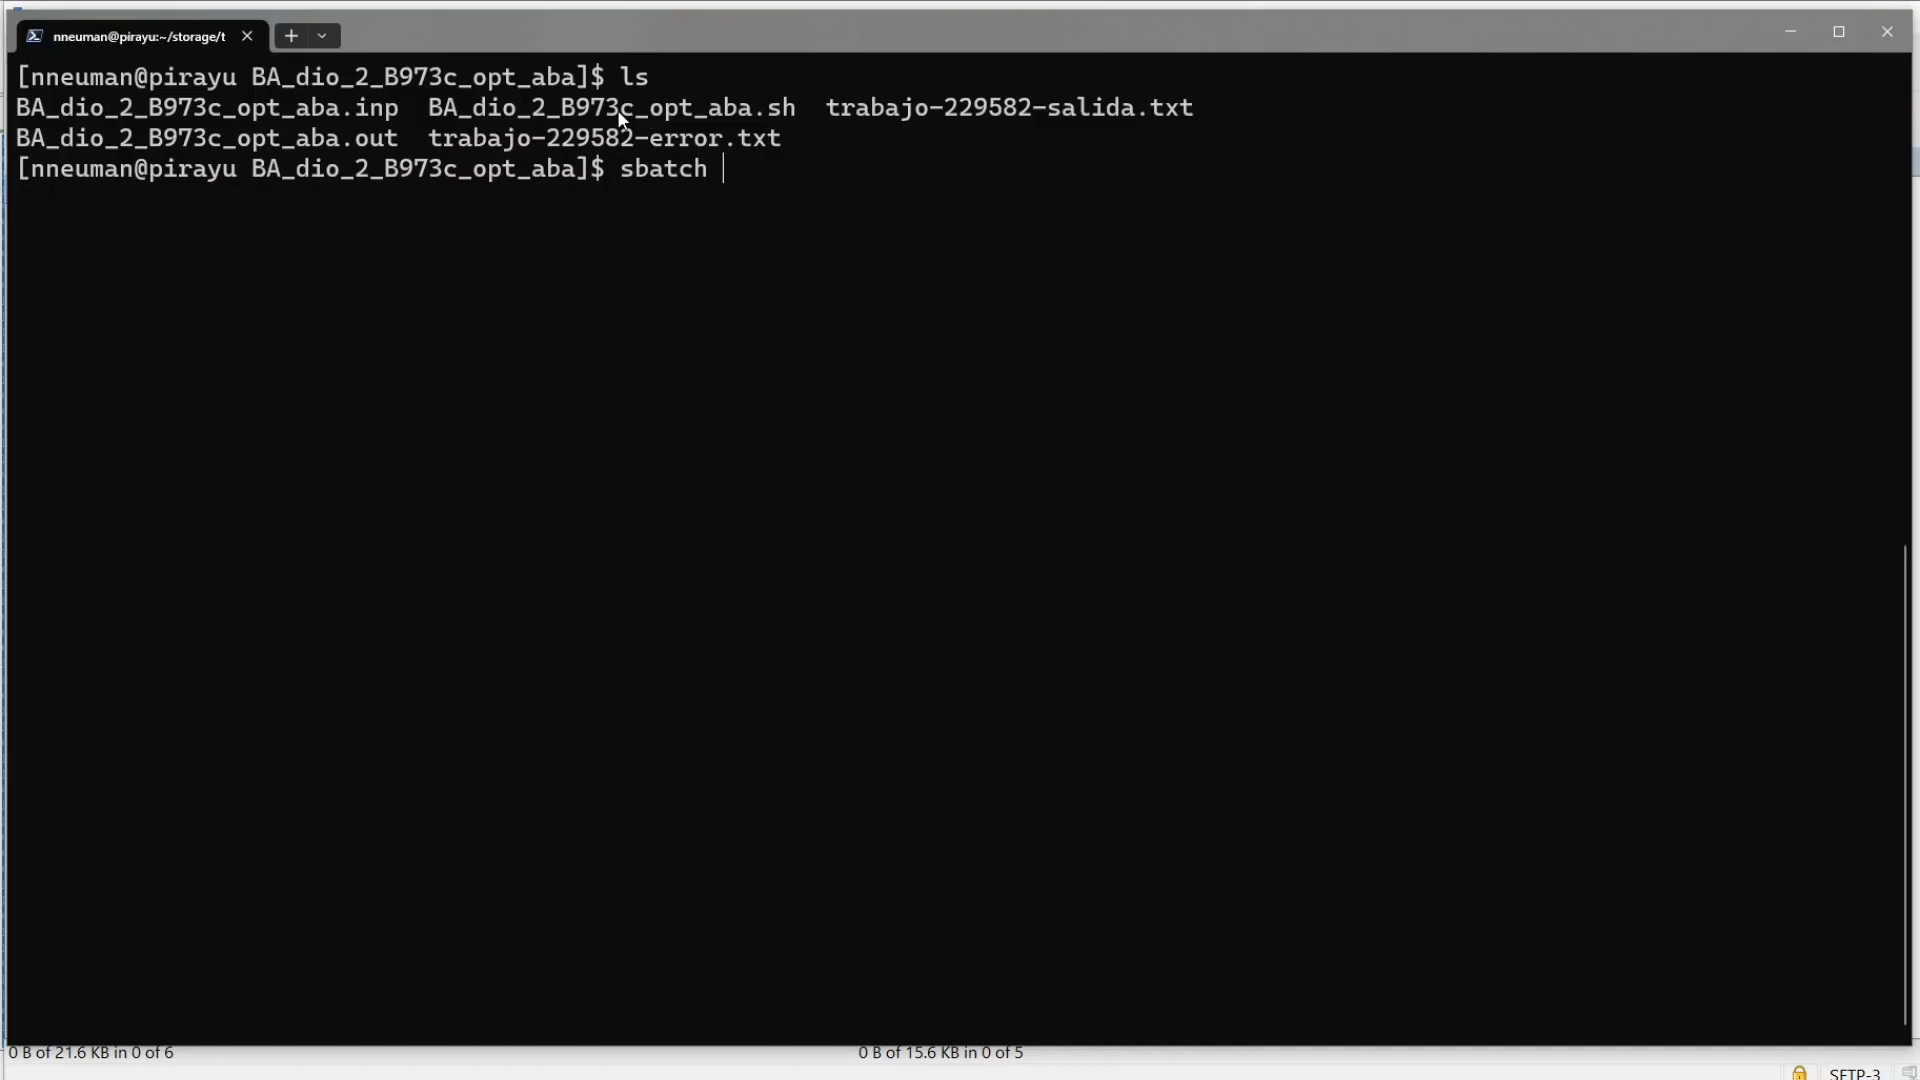 nneuman@pirayu:~/storage/t
[nneuman@pirayu BA_dio_2_B973c_opt_aba]$ ls
BA_dio_2_B973c_opt_aba.inp  BA_dio_2_B973c_opt_aba.sh  trabajo-229582-salida.txt
BA_dio_2_B973c_opt_aba.out  trabajo-229582-error.txt
[nneuman@pirayu BA_dio_2_B973c_opt_aba]$ sbatch
0 B of 21.6 KB in 0 of 6
0 B of 15.6 KB in 0 of 5
SFTP-3